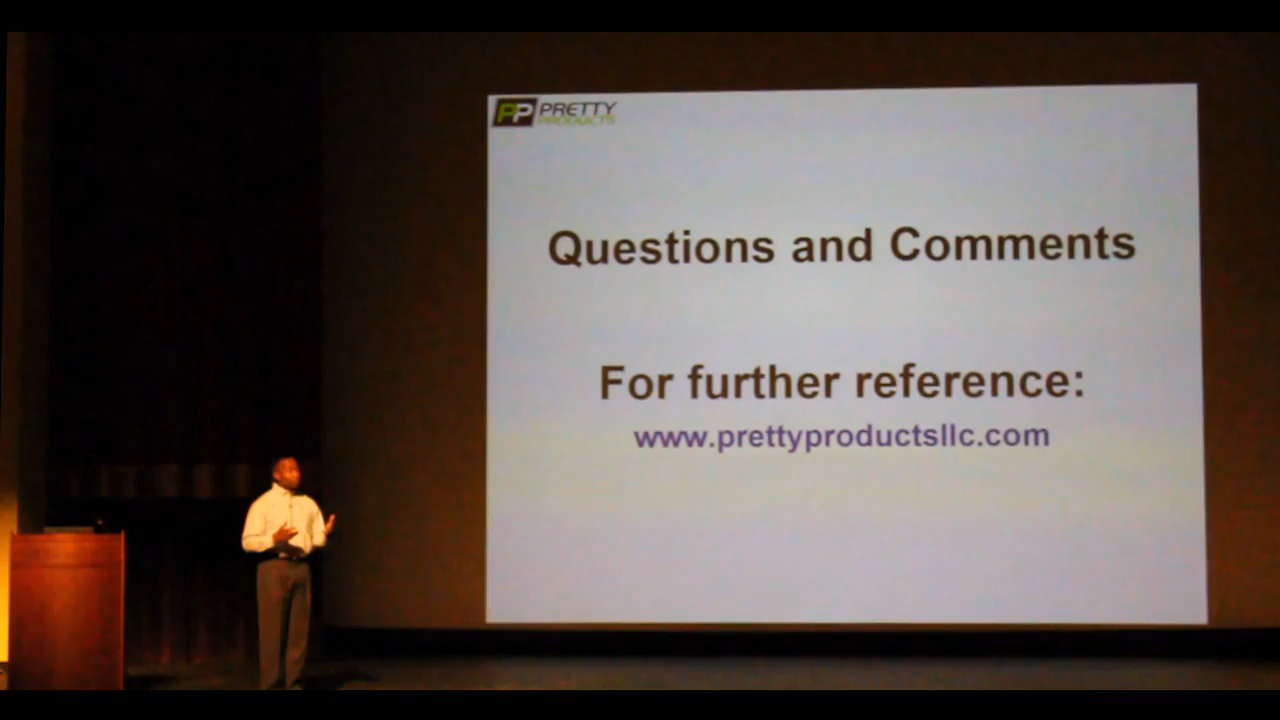 PP PRETTY
PRODUCTS
Questions and Comments
For further reference:
www.prettyproductsllc.com